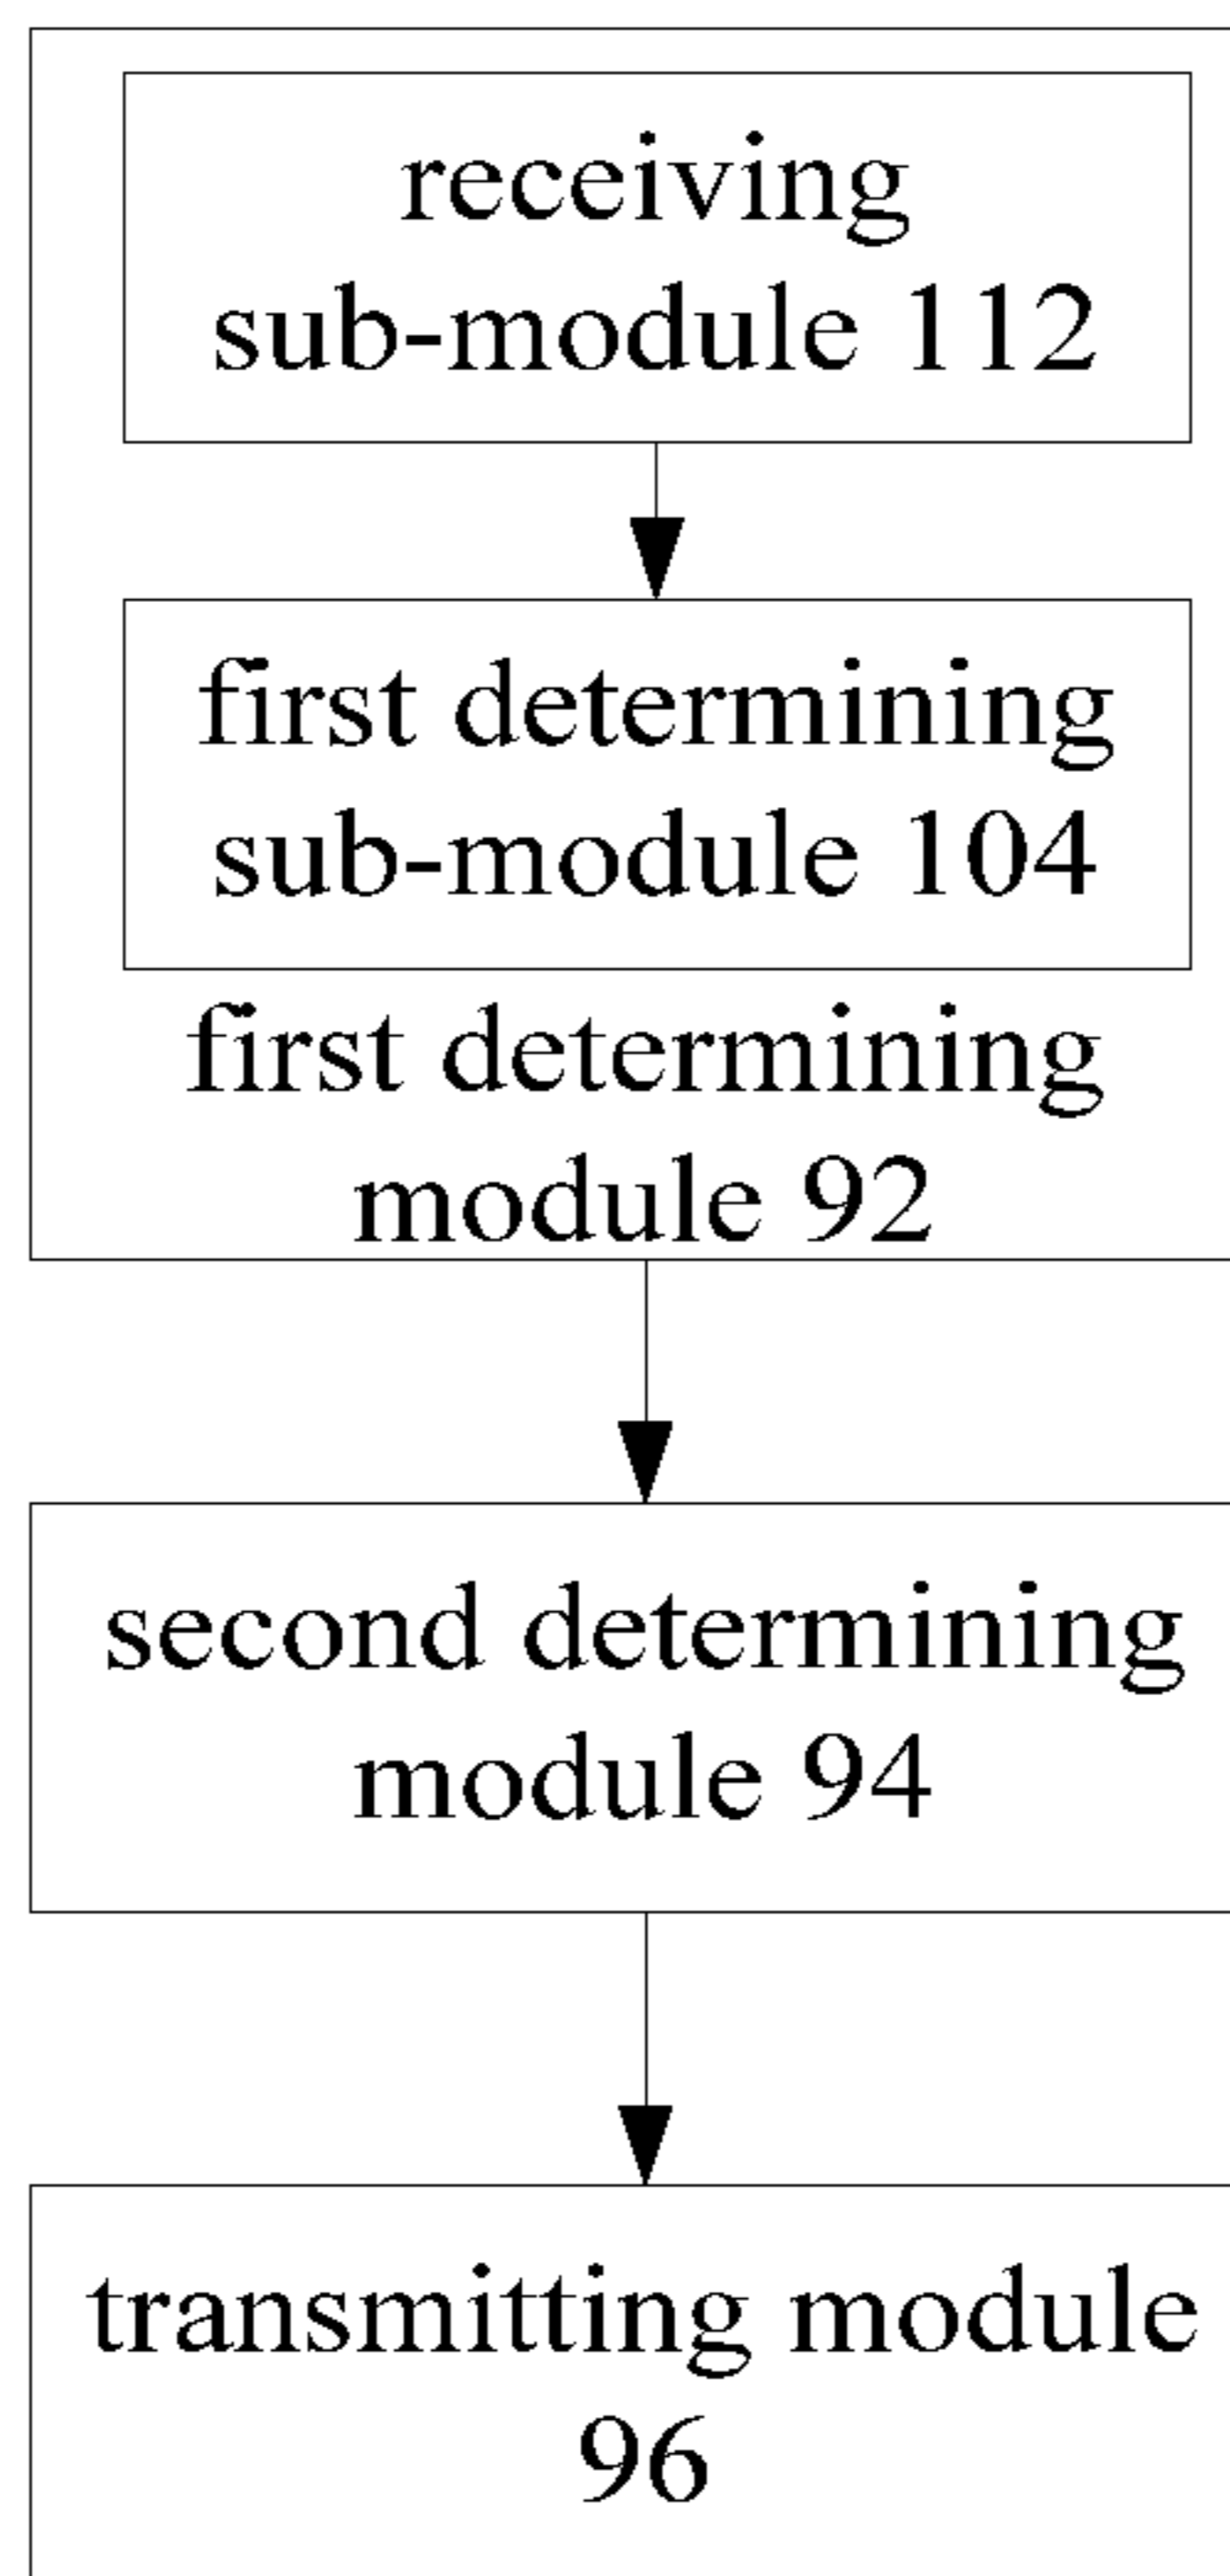 receiving
sub-module 112
first determining
sub-module 104
first determining
module 92
second determining
module 94
transmitting module
96